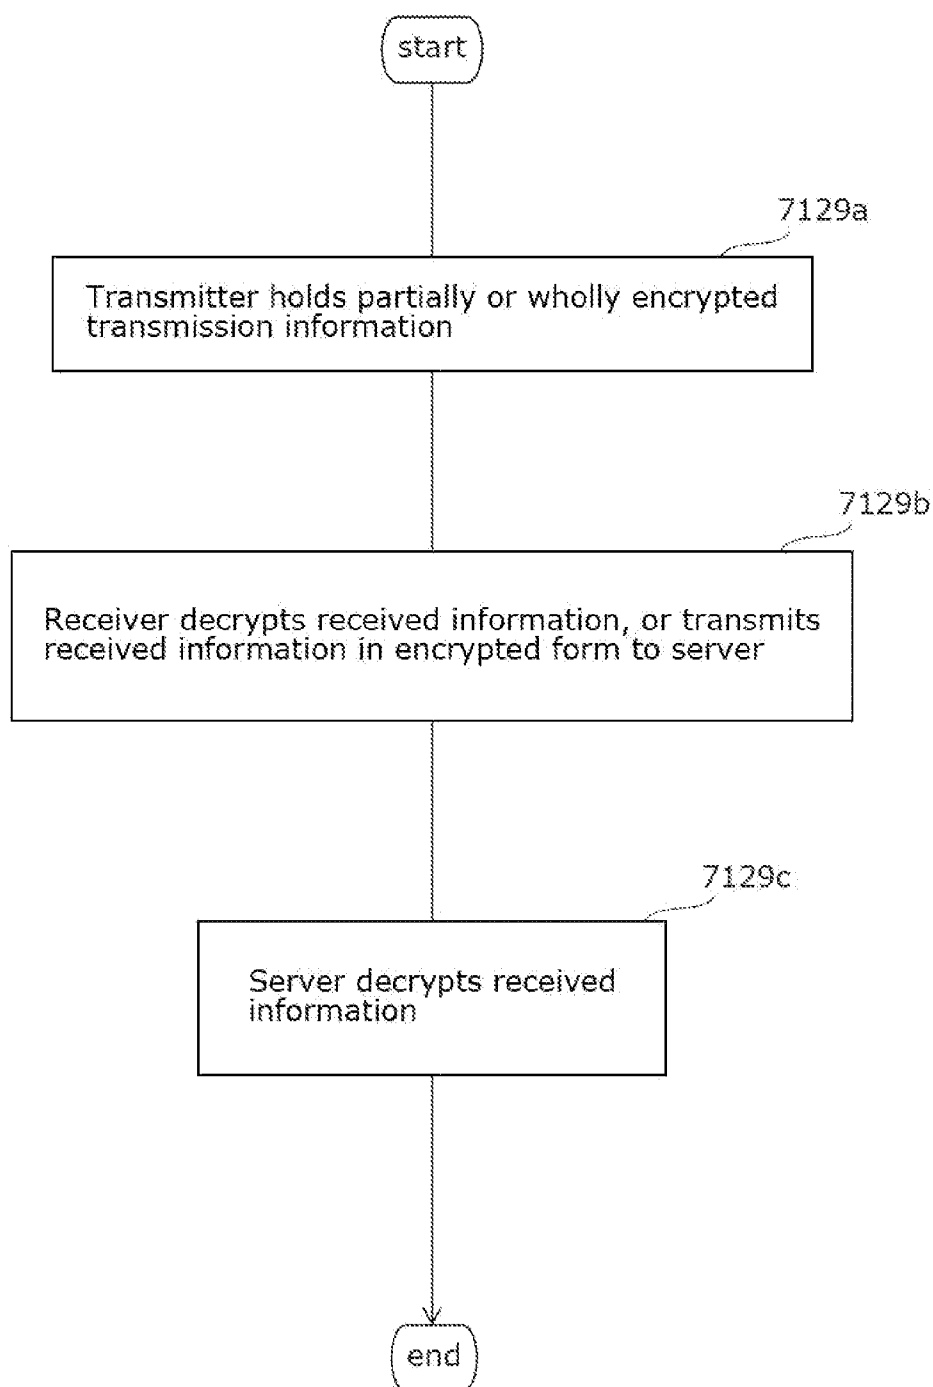 start
7129a
Transmitter holds partially or wholly encrypted
transmission information
7129b
Receiver decrypts received information, or transmits
received information in encrypted form to server
7129c
Server decrypts received
information
end